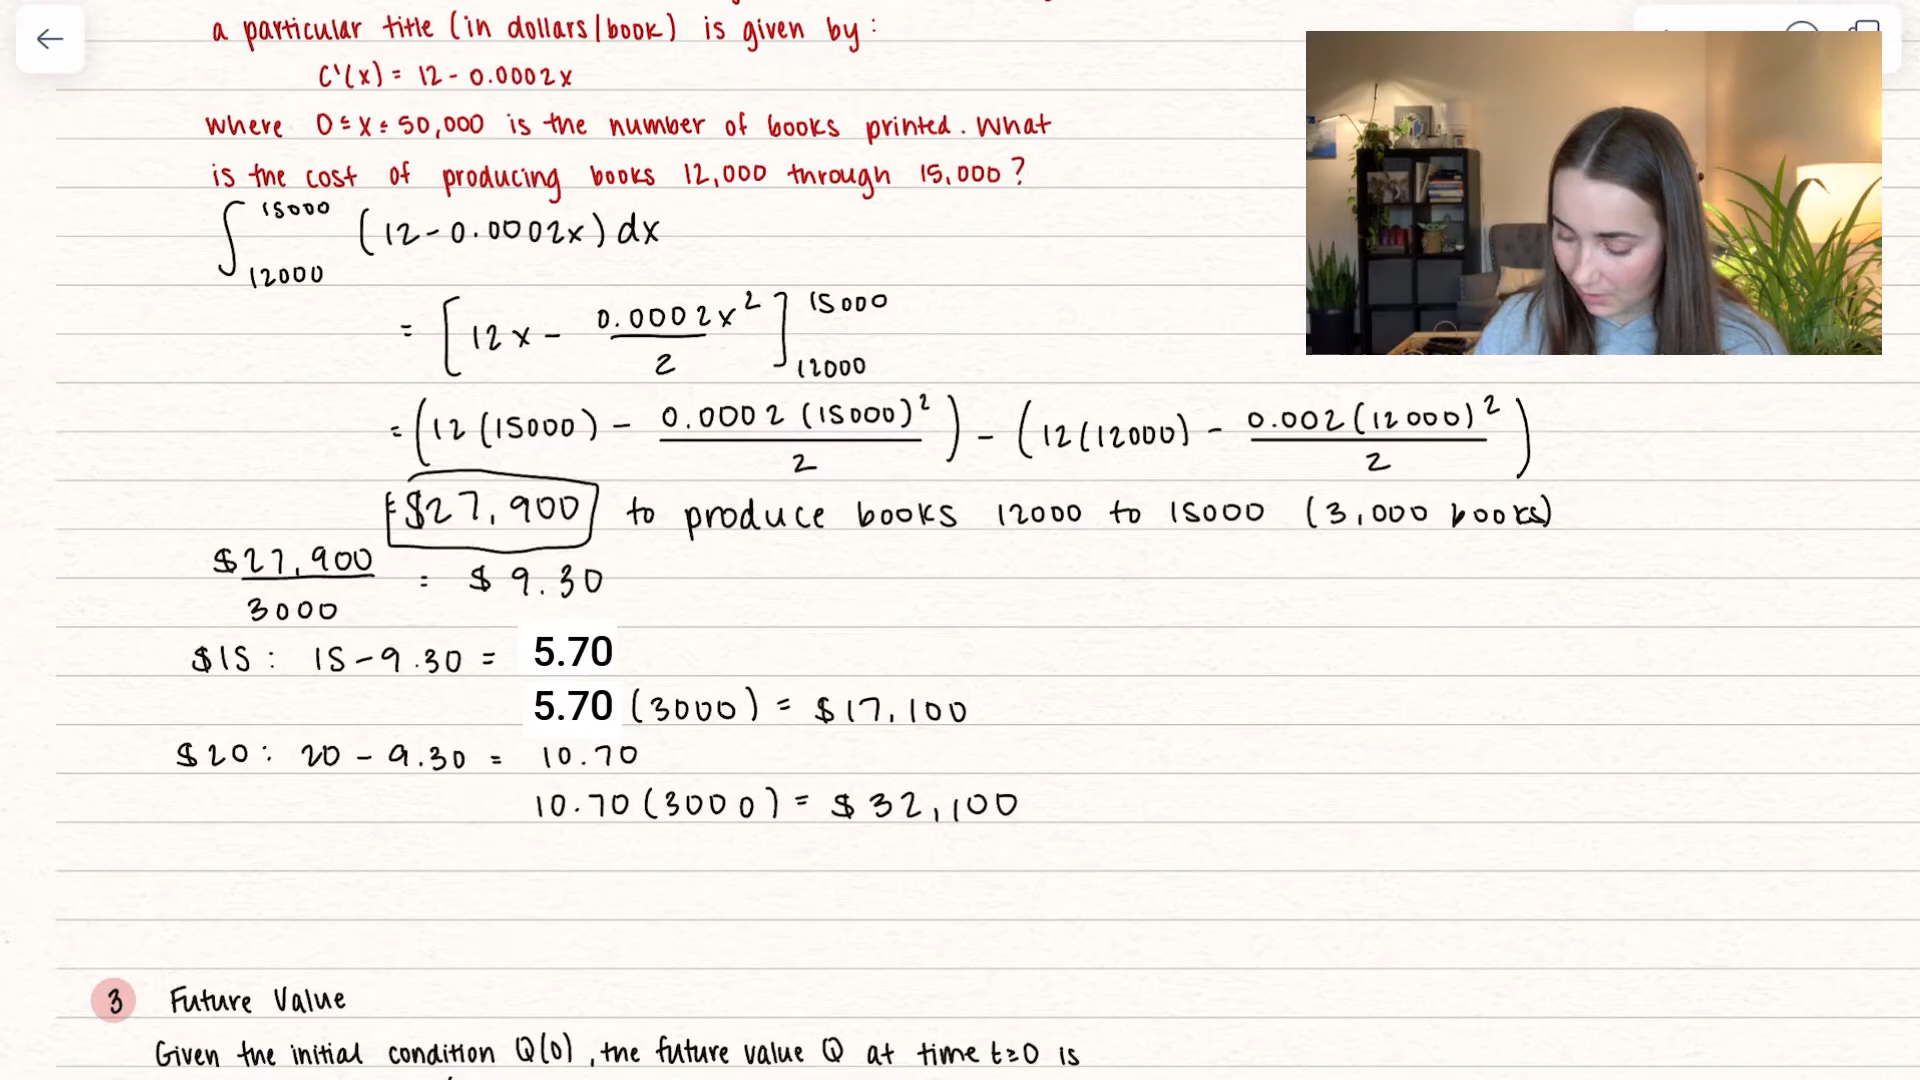 a particular title (in dollars/book) is given by:
C'(x) = 12 - 0.0002x
where 0 ≤ x ≤ 50,000 is the number of books printed. What
is the cost of producing books 12,000 through 15,000?
∫ 15000 12000 (12-0.0002x) dx
= [12x - 0.0002x² / 2] 15000 12000
= (12(15000) - 0.0002(15000)² / 2) - (12(12000) - 0.002(12000)² / 2)
= $27,900 to produce books 12000 to 15000 (3,000 books)
$27,900 / 3000 = $9.30
$15: 15-9.30 = 5.70
5.70 (3000) = $17,100
$20: 20 - 9.30 = 10.70
10.70(3000) = $32,100
3 Future Value
Given the initial condition Q(0), the future value Q at time t≥0 is